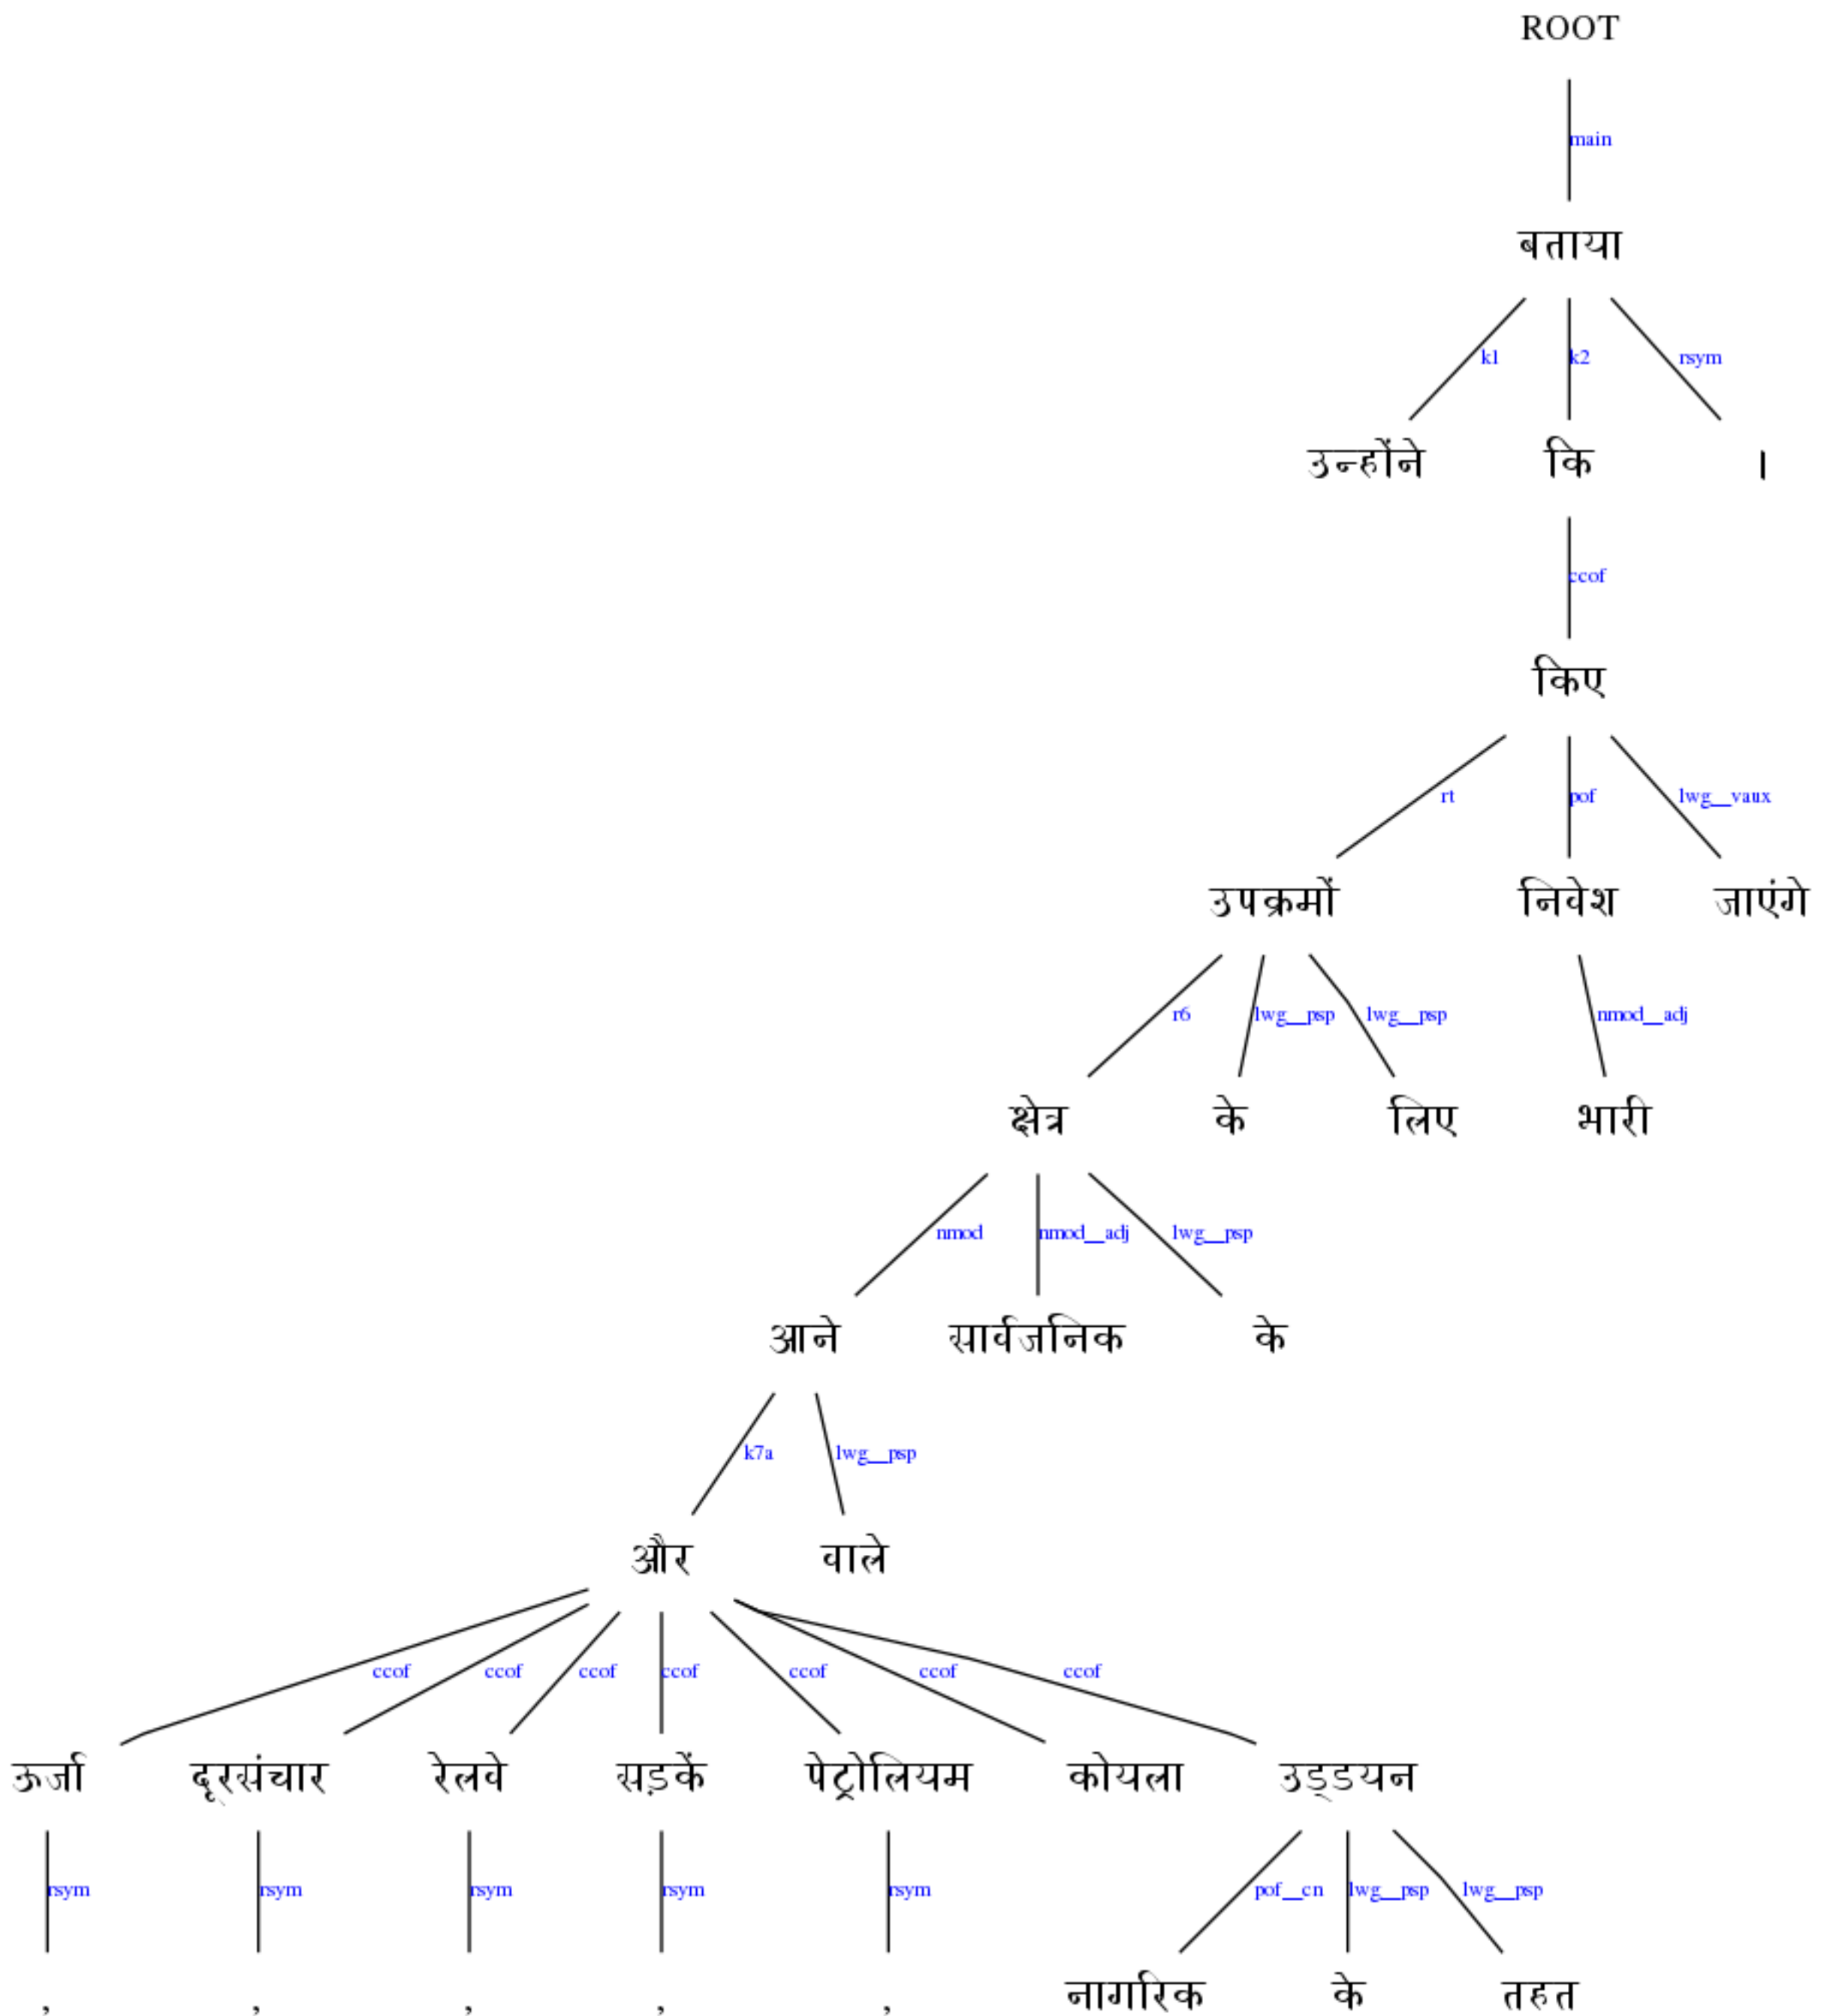 ROOT
main
बताया
k1 k2 rsym
उन्होंने कि ।
ccof
किए
rt pof lwg__vaux
उपक्रमों निवेश जाएंगे
r6 lwg__psp lwg__psp nmod__adj
क्षेत्र के लिए भारी
nmod nmod__adj lwg__psp
आने सार्वजनिक के
k7a lwg__psp
और वाले
ccof ccof ccof ccof ccof ccof ccof
ऊर्जा दूरसंचार रेलवे सड़कें पेट्रोलियम कोयला उड्डयन
rsym rsym rsym rsym rsym pof__cn lwg__psp lwg__psp
, , , , , नागरिक के तहत